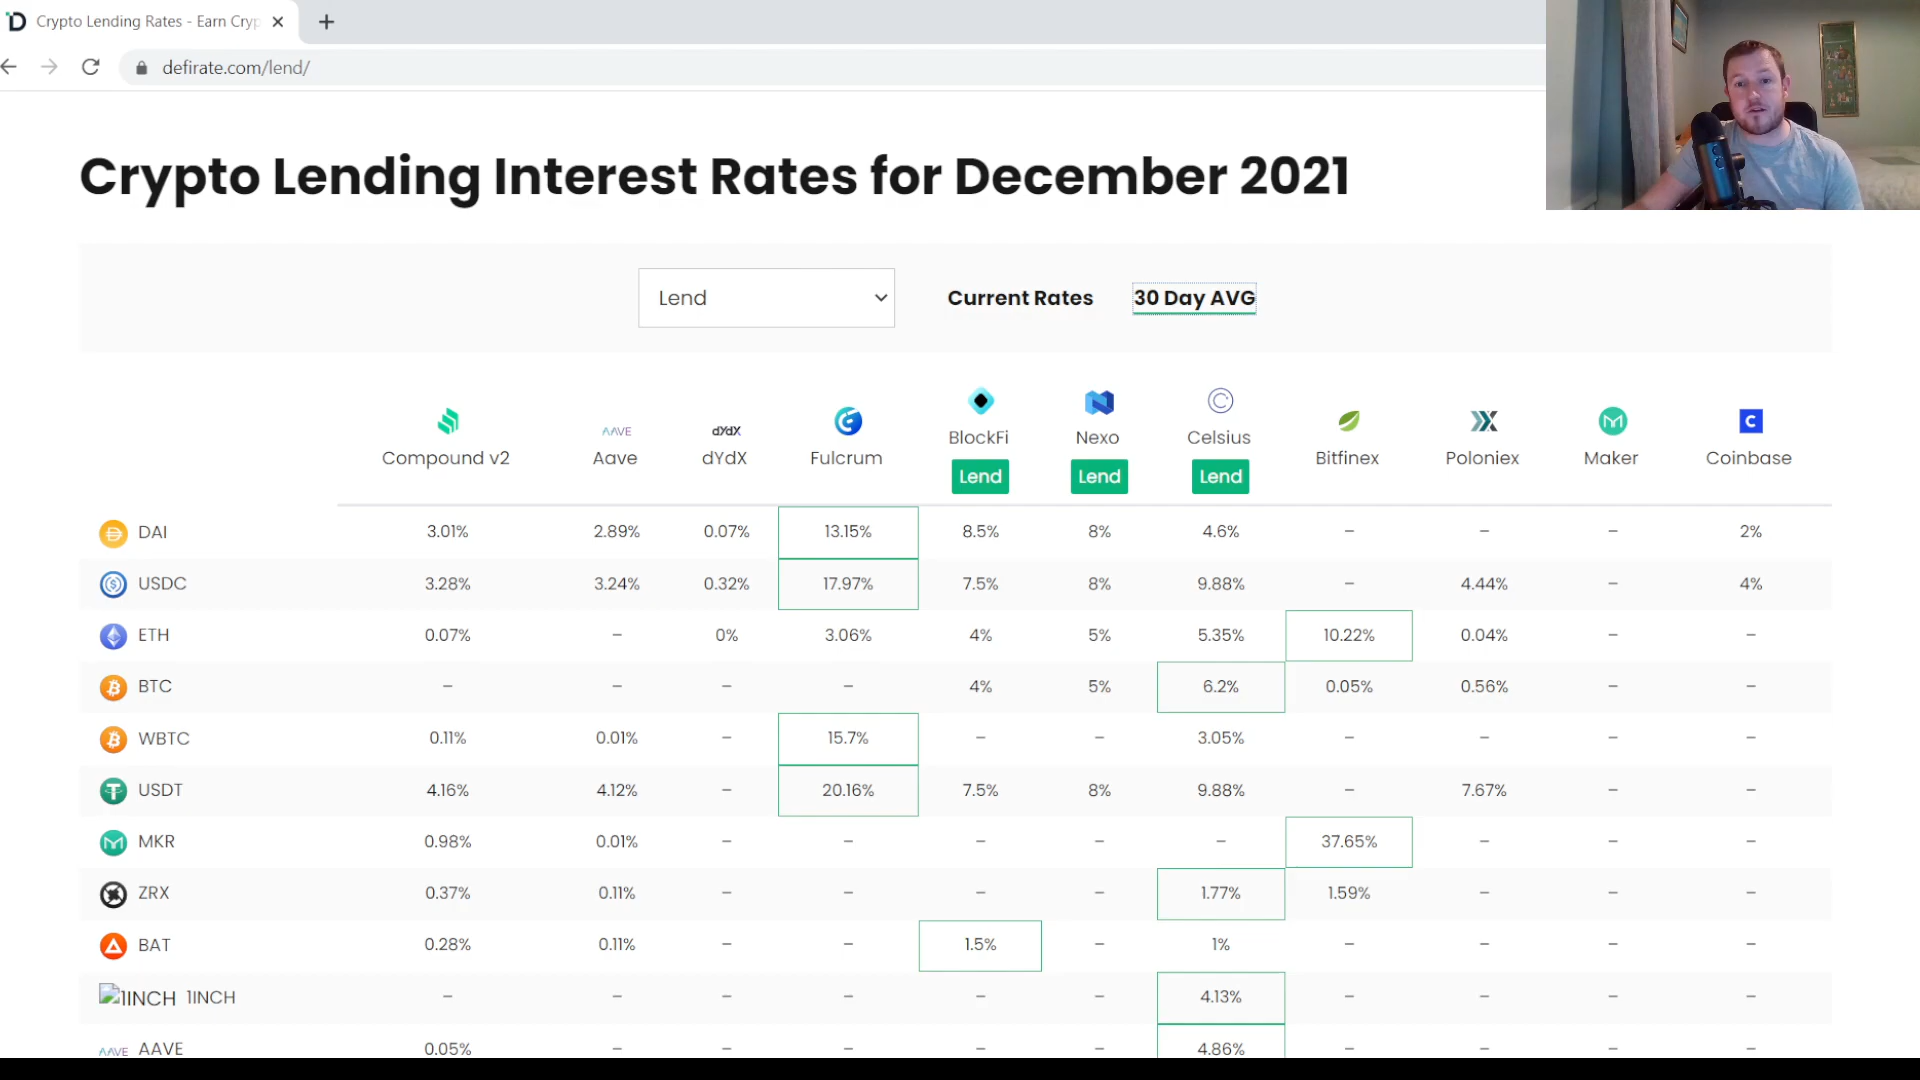 Crypto Lending Rates - Earn Cryp
defirate.com/lend/
Crypto Lending Interest Rates for December 2021
Lend Current Rates 30 Day AVG
Compound v2 AAVE Aave dYdX dYdX Fulcrum BlockFi Nexo Celsius Bitfinex Poloniex Maker Coinbase
Lend Lend Lend
DAI 3.01% 2.89% 0.07% 13.15% 8.5% 8% 4.6% – – – 2%
USDC 3.28% 3.24% 0.32% 17.97% 7.5% 8% 9.88% – 4.44% – 4%
ETH 0.07% – 0% 3.06% 4% 5% 5.35% 10.22% 0.04% – –
BTC – – – – 4% 5% 6.2% 0.05% 0.56% – –
WBTC 0.11% 0.01% – 15.7% – – 3.05% – – – –
USDT 4.16% 4.12% – 20.16% 7.5% 8% 9.88% – 7.67% – –
MKR 0.98% 0.01% – – – – – 37.65% – – –
ZRX 0.37% 0.11% – – – – 1.77% 1.59% – – –
BAT 0.28% 0.11% – – 1.5% – 1% – – – –
1INCH 1INCH – – – – – – 4.13% – – – –
AAVE AAVE 0.05% – – – – – 4.86% – – – –